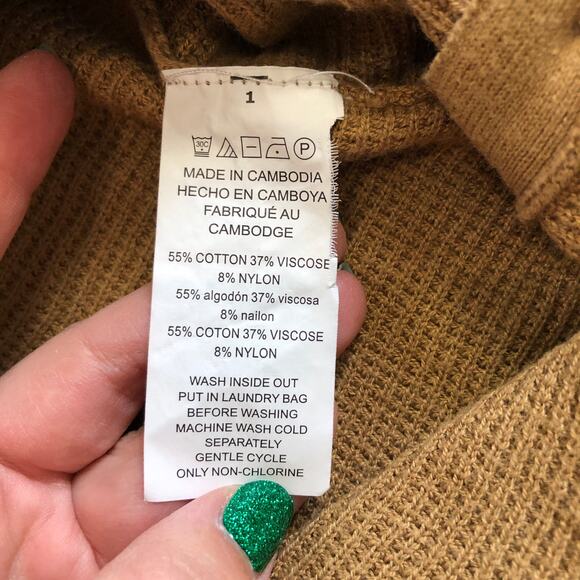 1
30C P
MADE IN CAMBODIA
HECHO EN CAMBOYA
FABRIQUÉ AU
CAMBODGE
55% COTTON 37% VISCOSE
8% NYLON
55% algodón 37% viscosa
8% nailon
55% COTON 37% VISCOSE
8% NYLON
WASH INSIDE OUT
PUT IN LAUNDRY BAG
BEFORE WASHING
MACHINE WASH COLD
SEPARATELY
GENTLE CYCLE
ONLY NON-CHLORINE